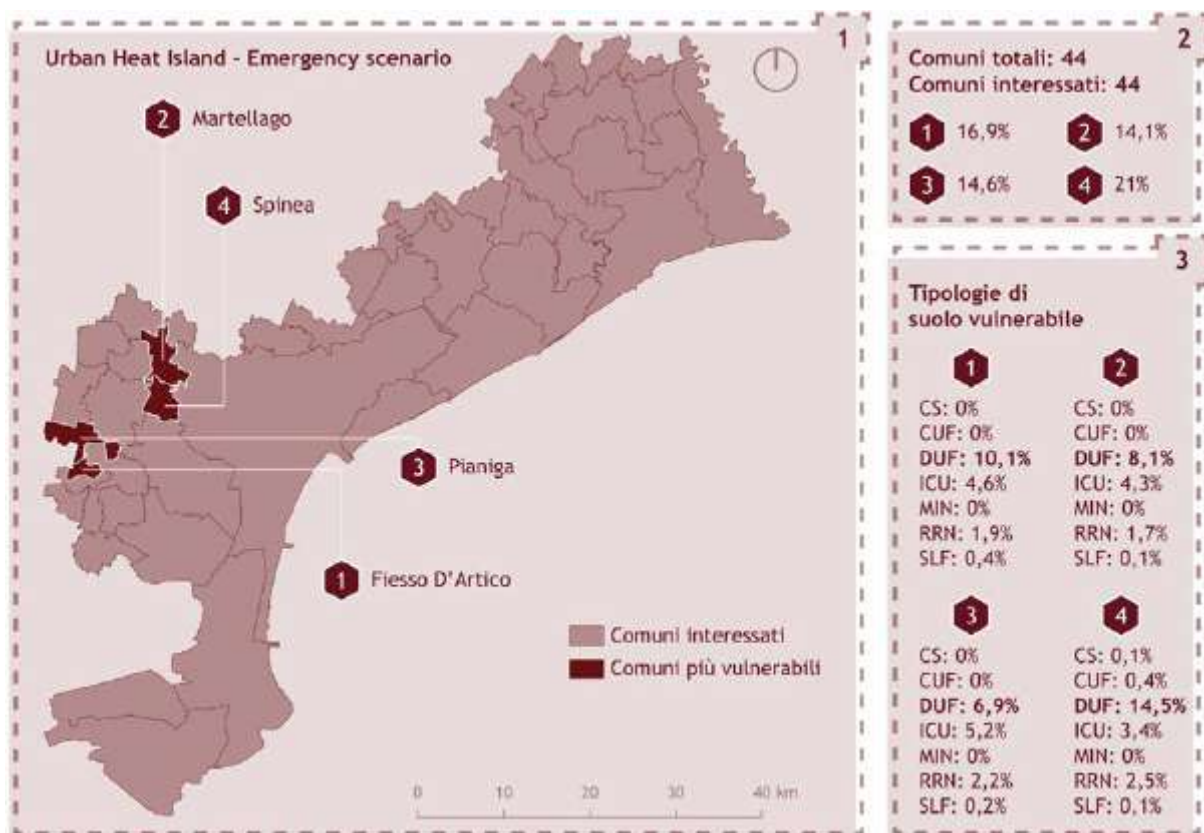 1
Urban Heat Island - Emergency scenario
2 Martellago
4 Spinea
3 Pianiga
1 Fiesso D'Artico
Comuni interessati
Comuni più vulnerabili
0 10 20 30 40 km
2
Comuni totali: 44
Comuni interessati: 44
1 16,9% 2 14,1%
3 14,6% 4 21%
3
Tipologie di
suolo vulnerabile
1
CS: 0%
CUF: 0%
DUF: 10,1%
ICU: 4,6%
MIN: 0%
RRN: 1,9%
SLF: 0,4%
2
CS: 0%
CUF: 0%
DUF: 8,1%
ICU: 4,3%
MIN: 0%
RRN: 1,7%
SLF: 0,1%
3
CS: 0%
CUF: 0%
DUF: 6,9%
ICU: 5,2%
MIN: 0%
RRN: 2,2%
SLF: 0,2%
4
CS: 0,1%
CUF: 0,4%
DUF: 14,5%
ICU: 3,4%
MIN: 0%
RRN: 2,5%
SLF: 0,1%